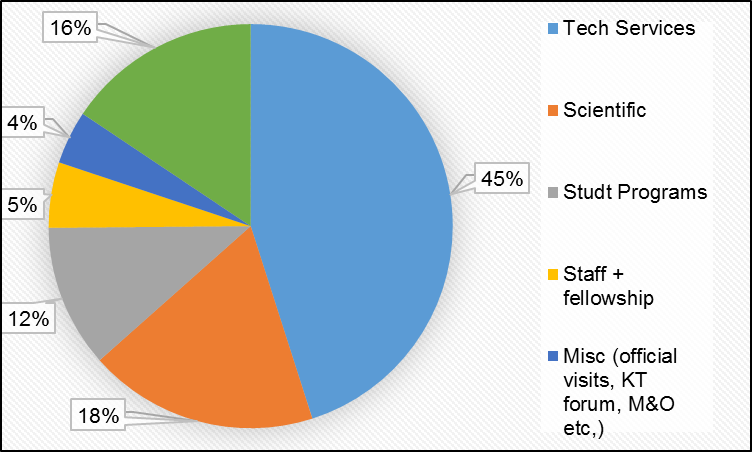 16%
4%
5%
12%
18%
45%
Tech Services
Scientific
Studt Programs
Staff +
fellowship
Misc (official
visits, KT
forum, M&O
etc,)